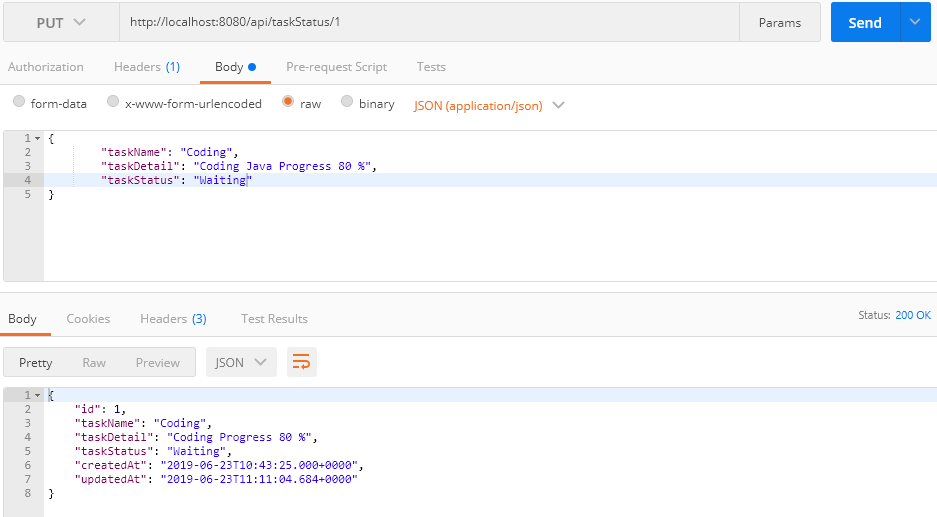 PUT http://localhost:8080/api/taskStatus/1 Params Send
Authorization Headers (1) Body Pre-request Script Tests
form-data x-www-form-urlencoded raw binary JSON (application/json)
1 {
2 "taskName": "Coding",
3 "taskDetail": "Coding Java Progress 80 %",
4 "taskStatus": "Waiting"
5 }
Body Cookies Headers (3) Test Results Status: 200 OK
Pretty Raw Preview JSON
1 {
2 "id": 1,
3 "taskName": "Coding",
4 "taskDetail": "Coding Progress 80 %",
5 "taskStatus": "Waiting",
6 "createdAt": "2019-06-23T10:43:25.000+0000",
7 "updatedAt": "2019-06-23T11:11:04.684+0000"
8 }